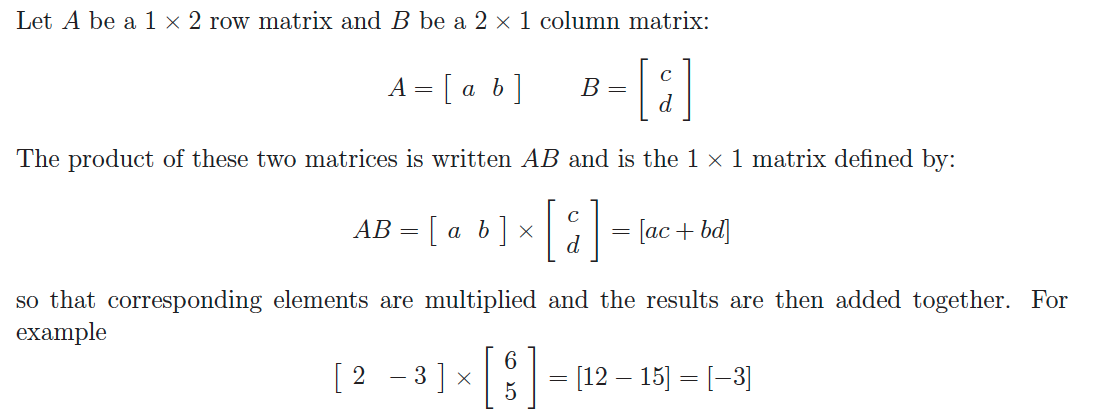 Let A be a 1 × 2 row matrix and B be a 2 × 1 column matrix:
A = [ a b ] B = [ c
d ]
The product of these two matrices is written AB and is the 1 × 1 matrix defined by:
AB = [ a b ] × [ c
d ] = [ac + bd]
so that corresponding elements are multiplied and the results are then added together. For
example
[ 2 − 3 ] × [ 6
5 ] = [12 − 15] = [−3]